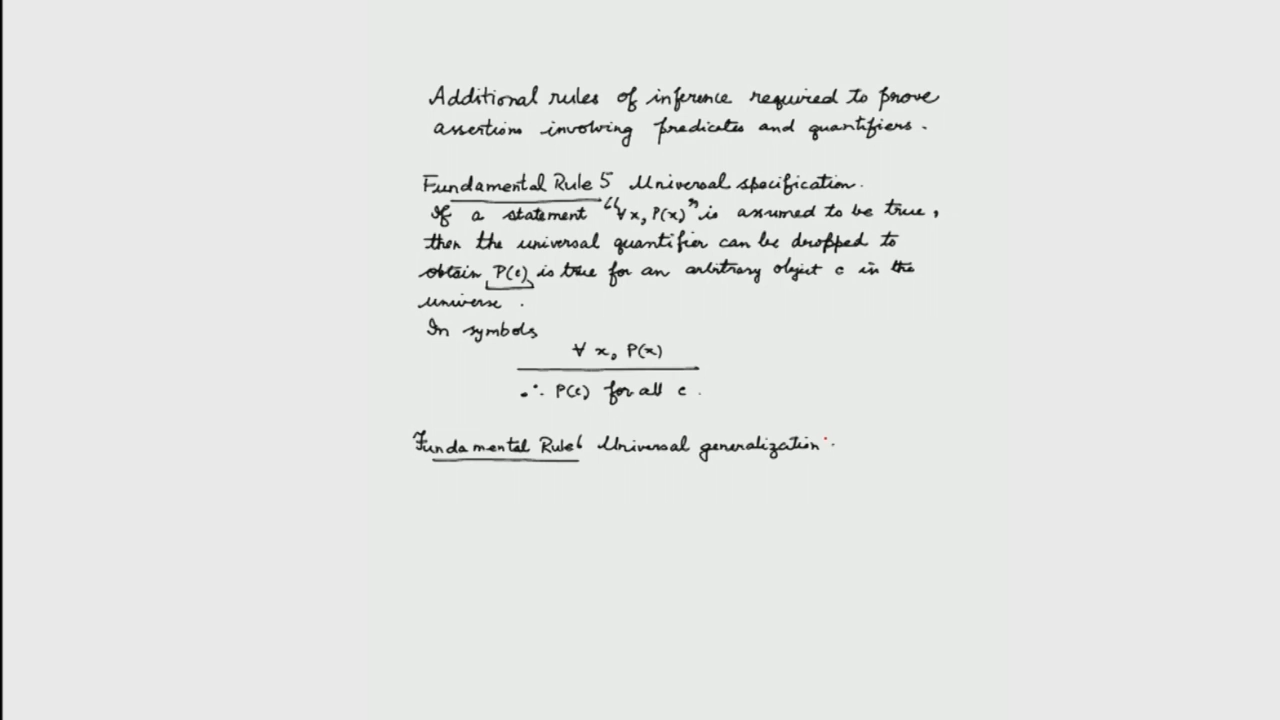 Additional rules of inference required to prove
assertions involving predicates and quantifiers.
Fundamental Rule 5 Universal specification.
If a statement "∀x, P(x)" is assumed to be true,
then the universal quantifier can be dropped to
obtain P(c) is true for an arbitrary object c in the
universe.
In symbols
∀ x, P(x)
∴ P(c) for all c.
Fundamental Rule 6 Universal generalization.